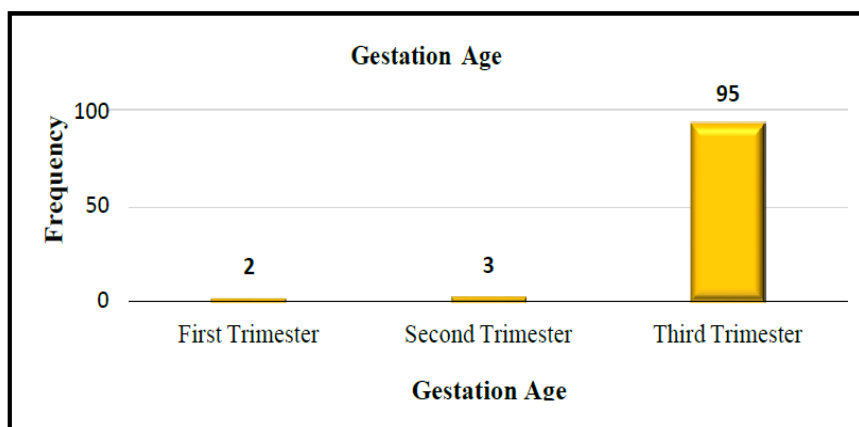 Gestation Age
Frequency
100
50
0
2
3
95
First Trimester
Second Trimester
Third Trimester
Gestation Age